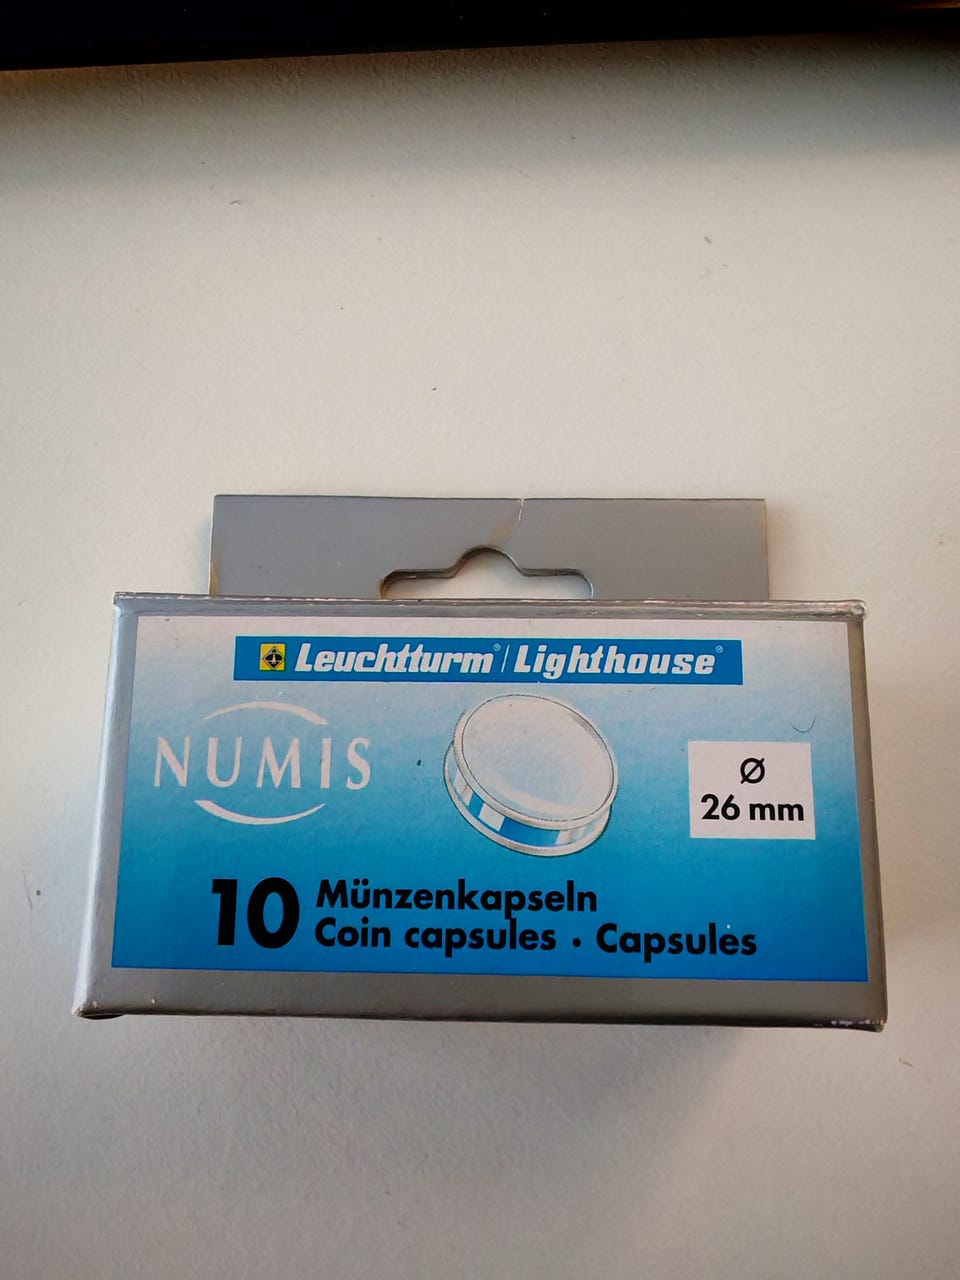 Leuchtturm® / Lighthouse®
NUMIS
Ø
26 mm
10 Münzenkapseln
Coin capsules • Capsules